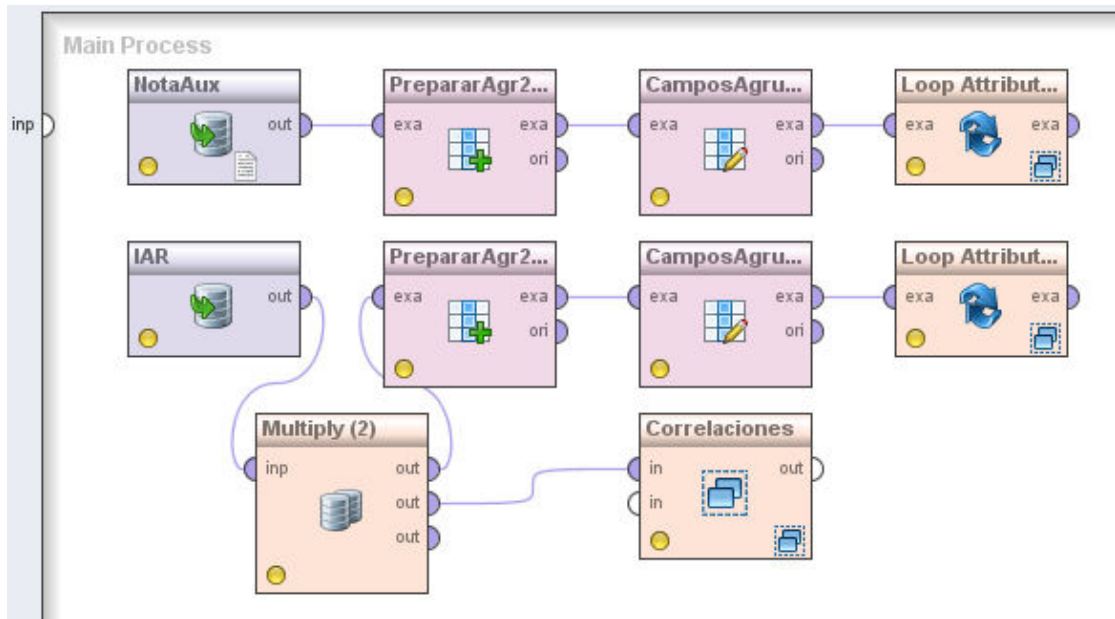 Main Process
NotaAux
PrepararAgr2...
CamposAgru...
Loop Attribut...
inp
out
exa
exa
exa
exa
exa
exa
ori
ori
IAR
PrepararAgr2...
CamposAgru...
Loop Attribut...
out
exa
exa
exa
exa
exa
exa
ori
ori
Multiply (2)
Correlaciones
inp
out
in
out
out
in
out